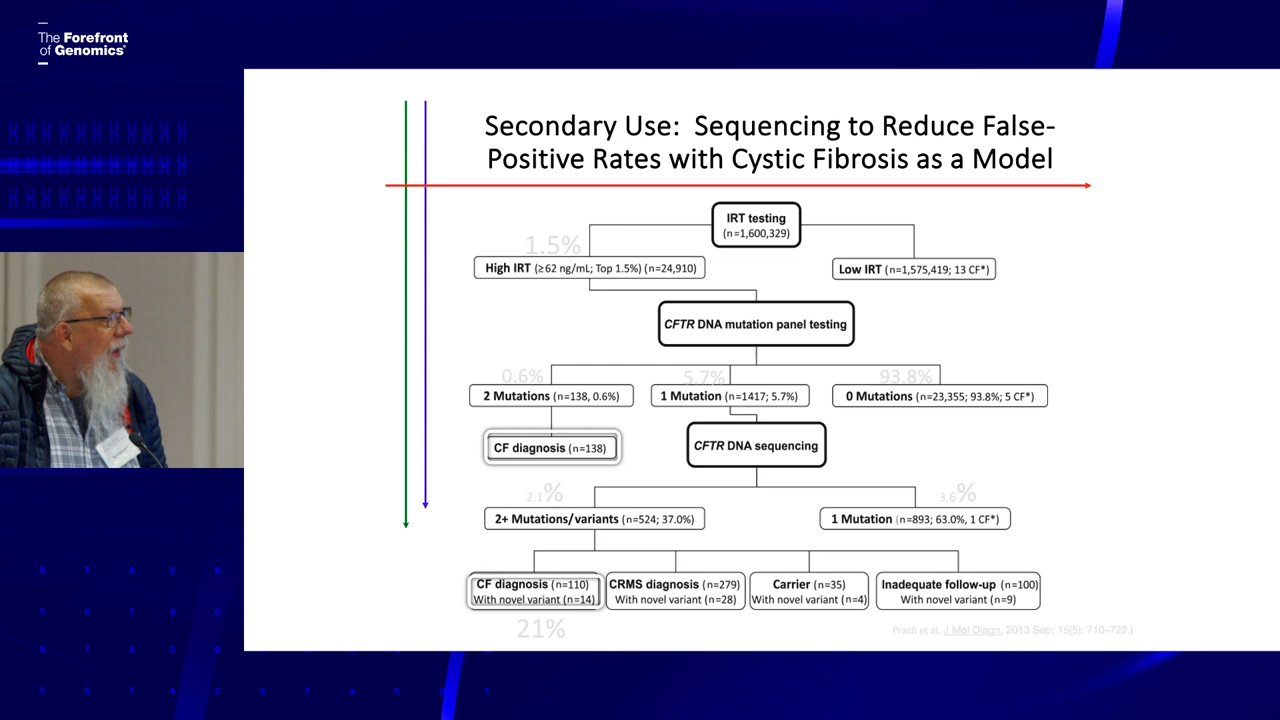 The Forefront
of Genomics®
Secondary Use: Sequencing to Reduce False-
Positive Rates with Cystic Fibrosis as a Model
IRT testing
(n=1,600,329)
1.5%
High IRT (≥62 ng/mL; Top 1.5%) (n=24,910)
Low IRT (n=1,575,419; 13 CF*)
CFTR DNA mutation panel testing
0.6%
5.7%
93.8%
2 Mutations (n=138, 0.6%)
1 Mutation (n=1417; 5.7%)
0 Mutations (n=23,355; 93.8%; 5 CF*)
CF diagnosis (n=138)
CFTR DNA sequencing
2.1%
3.6%
2+ Mutations/variants (n=524; 37.0%)
1 Mutation (n=893; 63.0%, 1 CF*)
CF diagnosis (n=110)
With novel variant (n=14)
CRMS diagnosis (n=279)
With novel variant (n=28)
Carrier (n=35)
With novel variant (n=4)
Inadequate follow-up (n=100)
With novel variant (n=9)
21%
Prach et al. J Mol Diagn. 2013 Sep; 15(5): 710–722.)